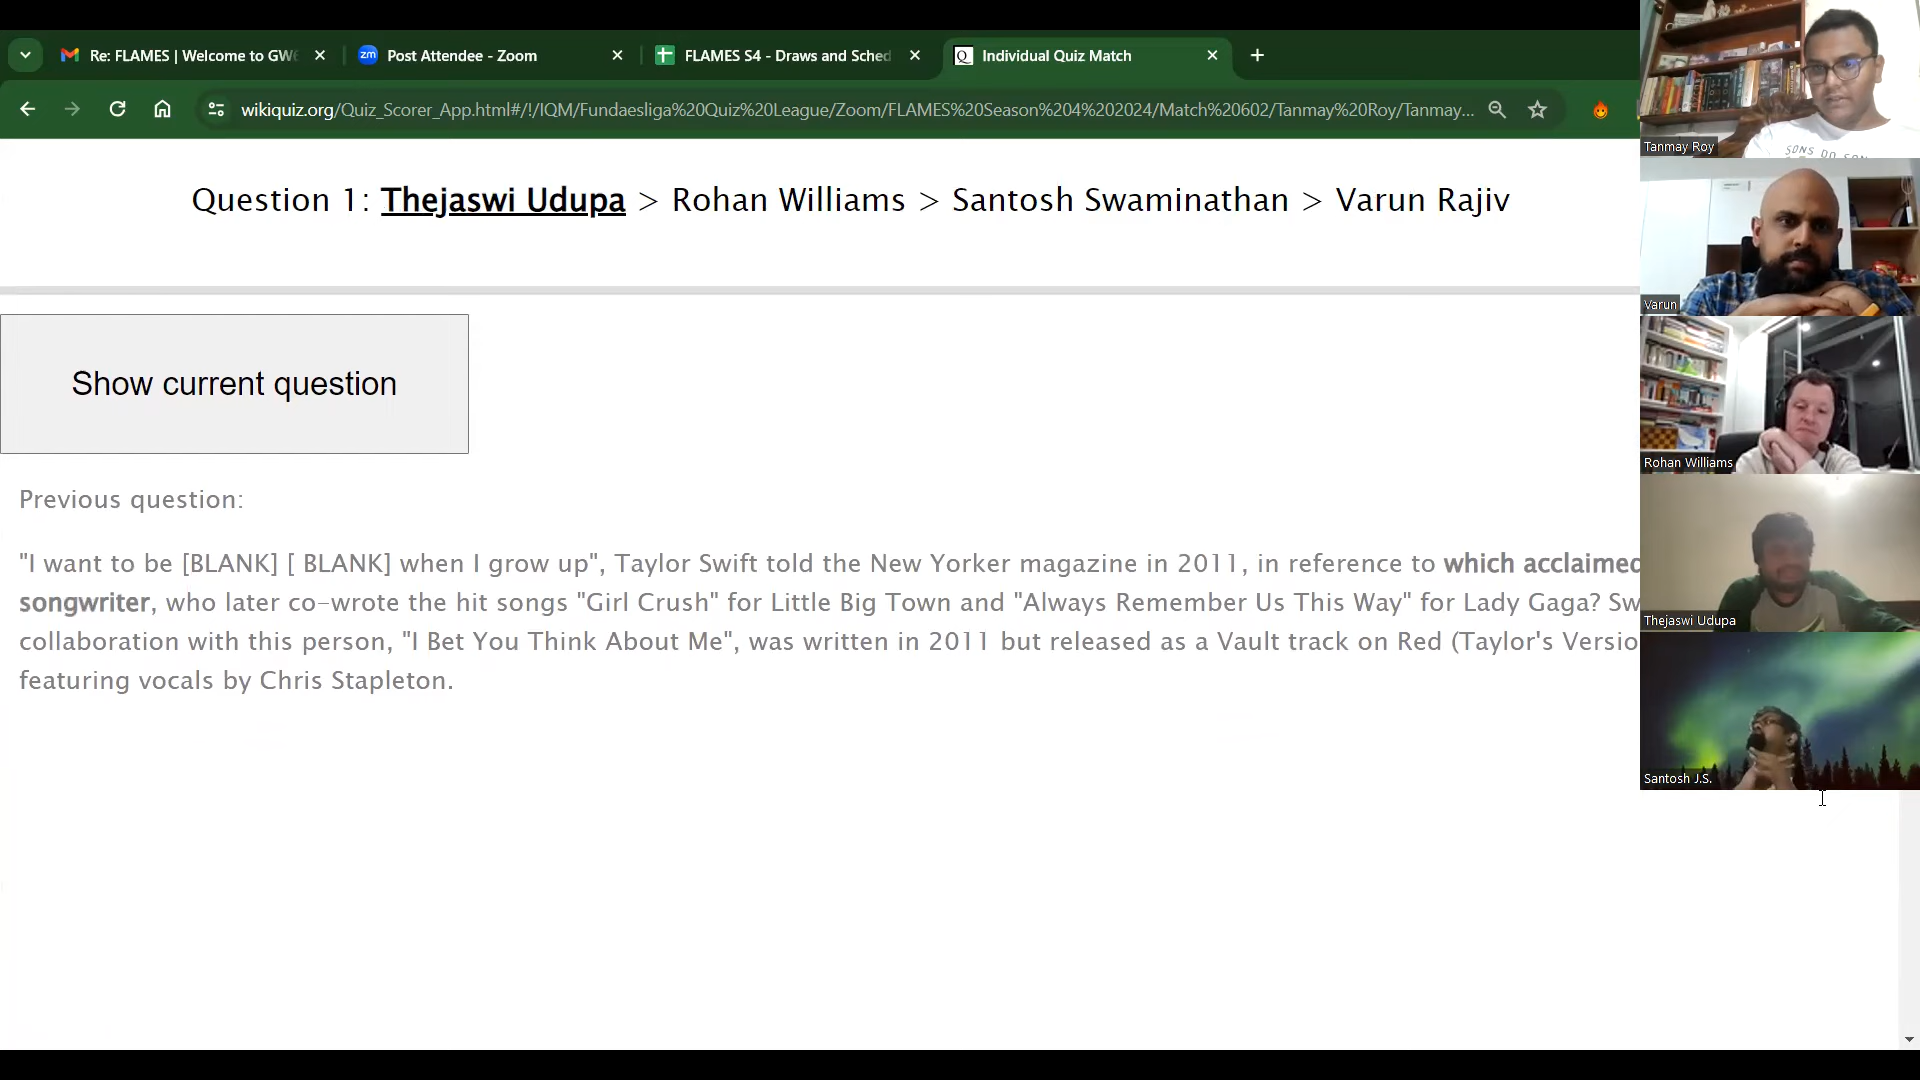 Re: FLAMES | Welcome to GW
Post Attendee - Zoom
FLAMES S4 - Draws and Sched
Individual Quiz Match
wikiquiz.org/Quiz_Scorer_App.html#/!/IQM/Fundaesliga%20Quiz%20League/Zoom/FLAMES%20Season%204%202024/Match%20602/Tanmay%20Roy/Tanmay...
Question 1: Thejaswi Udupa > Rohan Williams > Santosh Swaminathan > Varun Rajiv
Show current question
Previous question:
"I want to be [BLANK] [ BLANK] when I grow up", Taylor Swift told the New Yorker magazine in 2011, in reference to which acclaimed
songwriter, who later co-wrote the hit songs "Girl Crush" for Little Big Town and "Always Remember Us This Way" for Lady Gaga? Sw
collaboration with this person, "I Bet You Think About Me", was written in 2011 but released as a Vault track on Red (Taylor's Versio
featuring vocals by Chris Stapleton.
Tanmay Roy
Varun
Rohan Williams
Thejaswi Udupa
Santosh J.S.
zm
Q
SONS DO